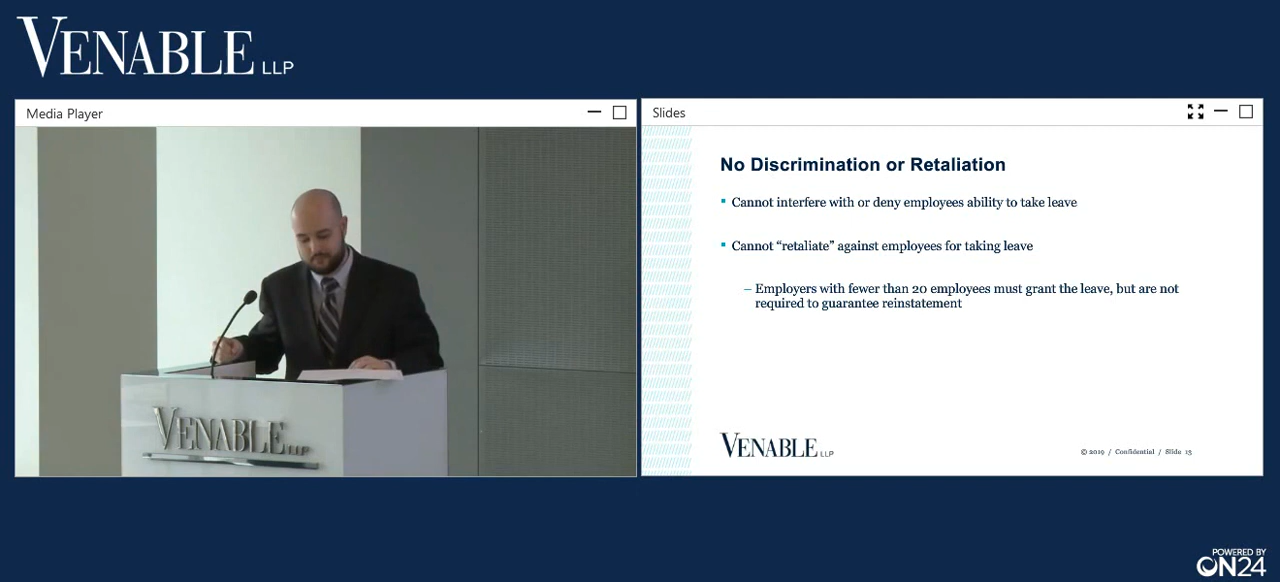 VENABLE LLP
Media Player
VENABLE LLP
Slides
No Discrimination or Retaliation
▪ Cannot interfere with or deny employees ability to take leave
▪ Cannot “retaliate” against employees for taking leave
– Employers with fewer than 20 employees must grant the leave, but are not
required to guarantee reinstatement
VENABLE LLP
© 2019 / Confidential / Slide 13
POWERED BY
ON24